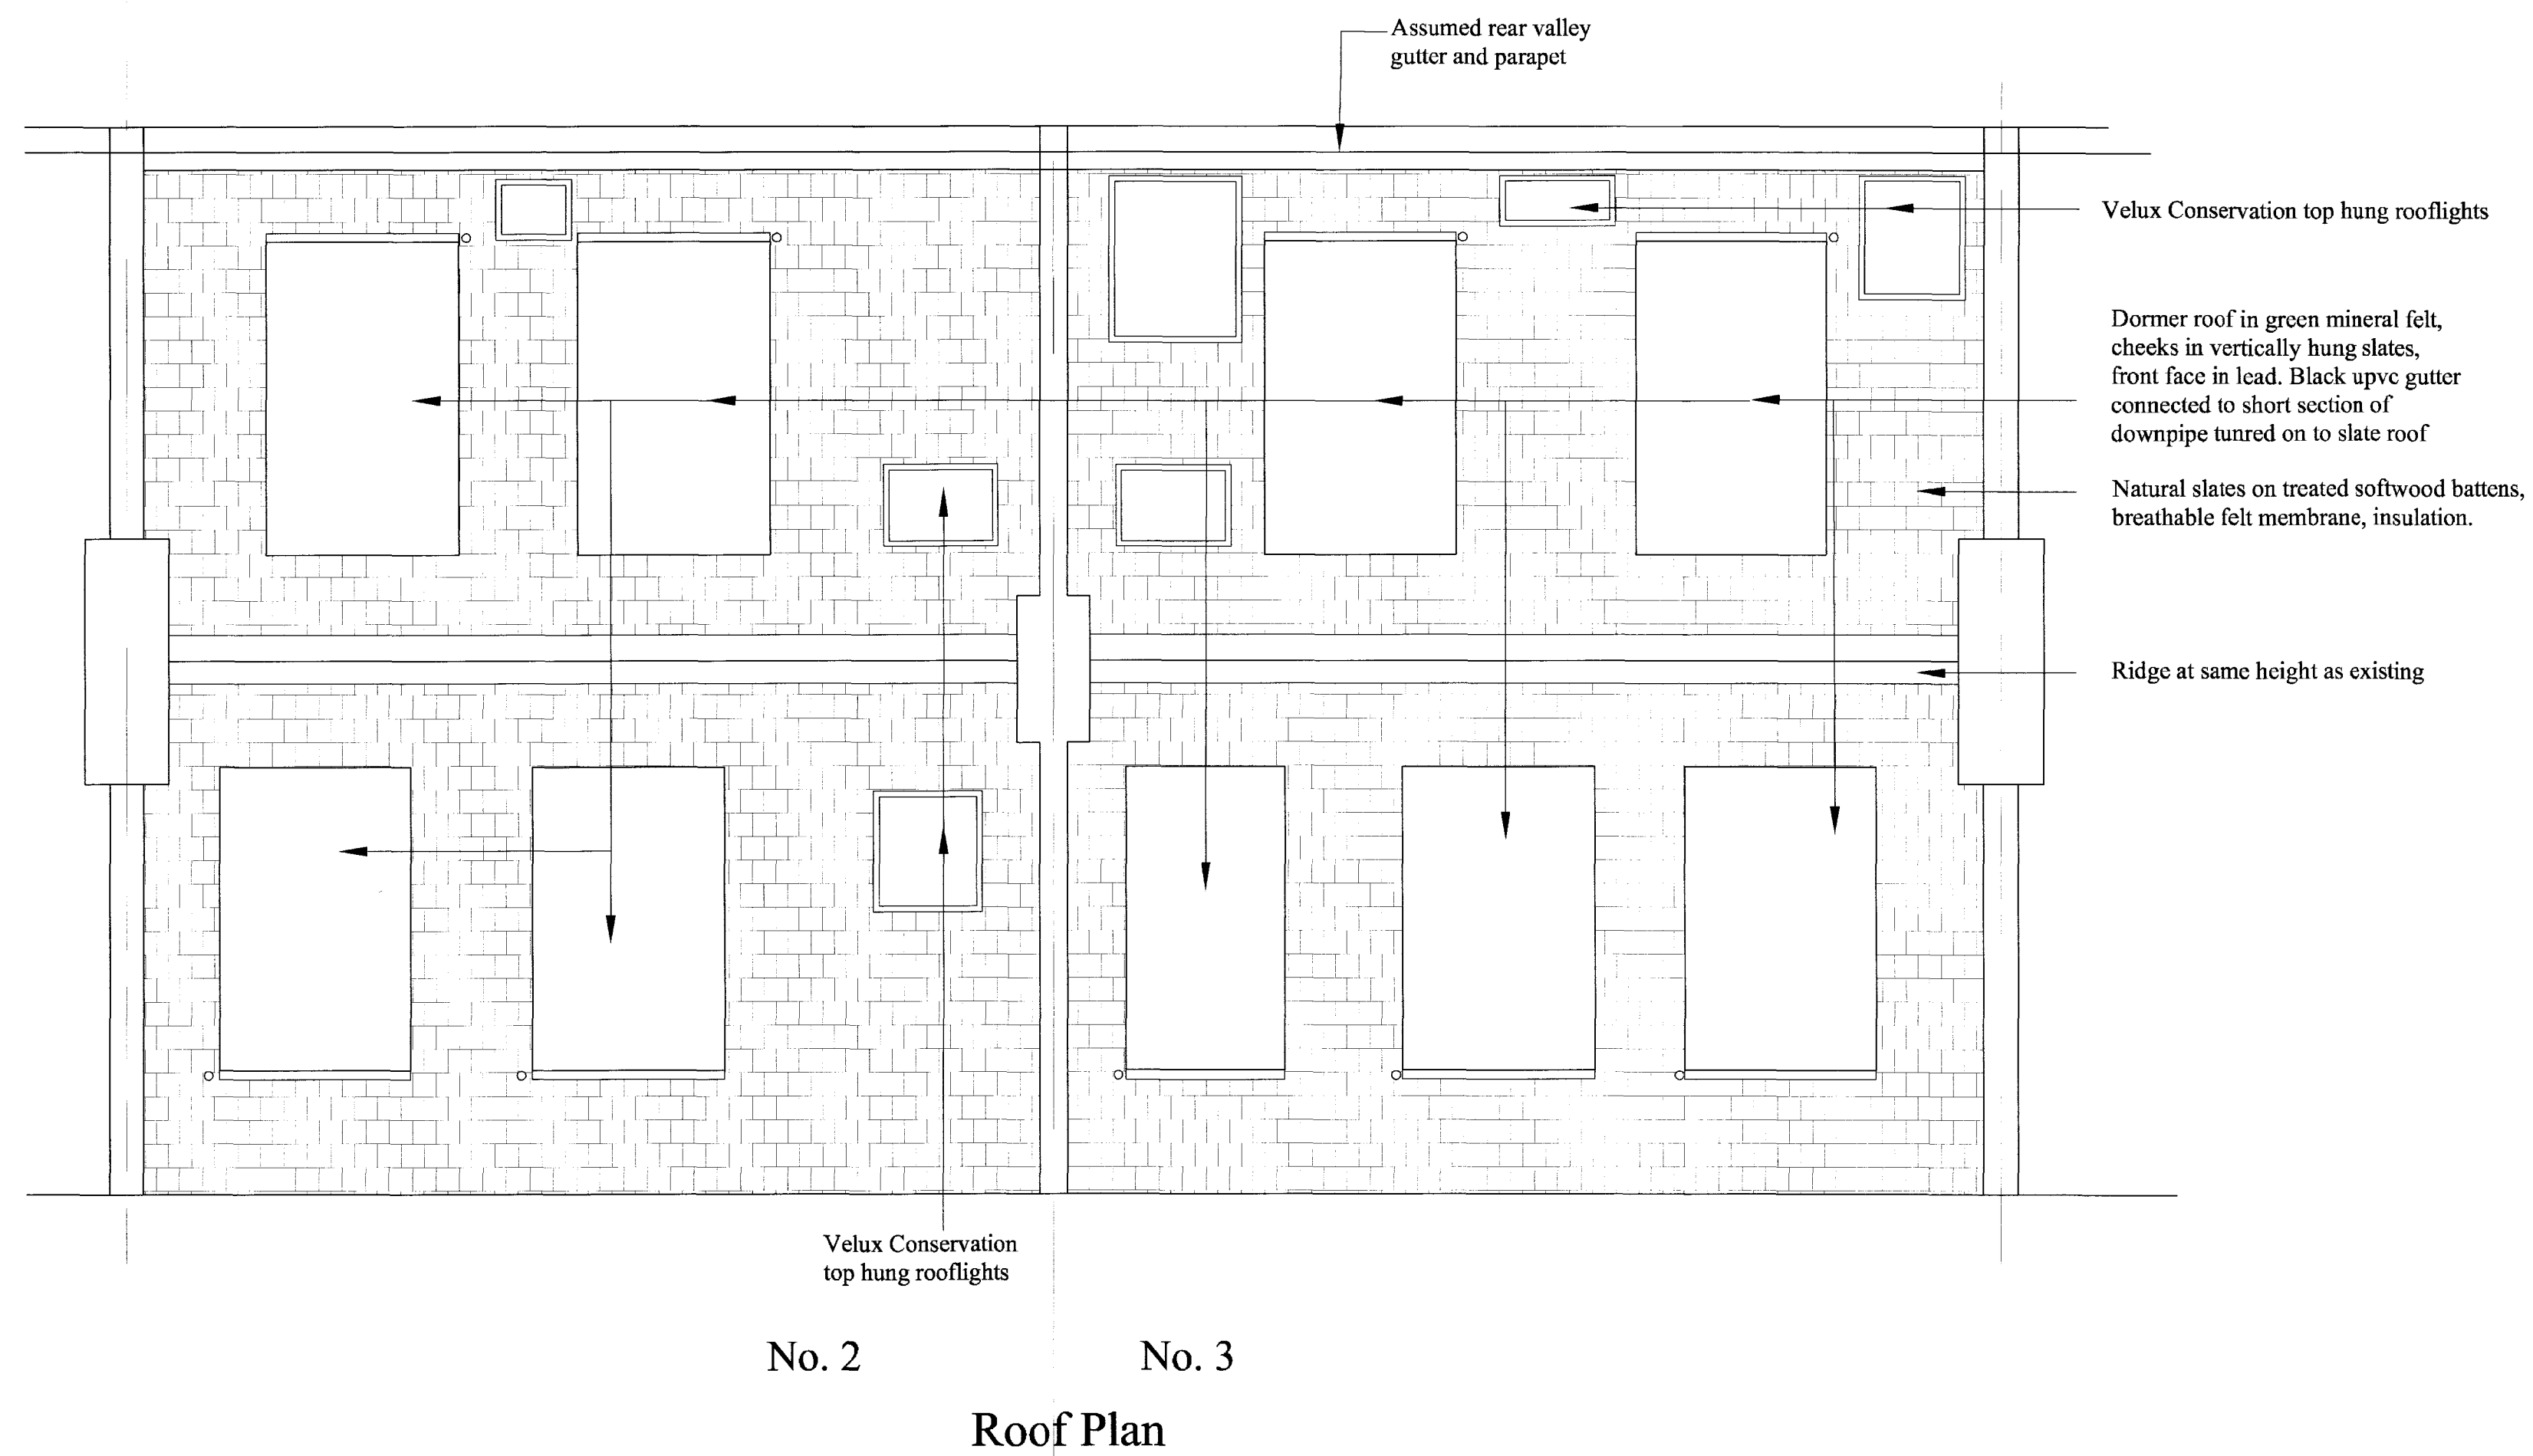 Assumed rear valley
gutter and parapet
Velux Conservation top hung rooflights
Dormer roof in green mineral felt,
cheeks in vertically hung slates,
front face in lead. Black upvc gutter
connected to short section of
downpipe tunred on to slate roof
Natural slates on treated softwood battens,
breathable felt membrane, insulation.
Ridge at same height as existing
Velux Conservation
top hung rooflights
No. 2
No. 3
Roof Plan